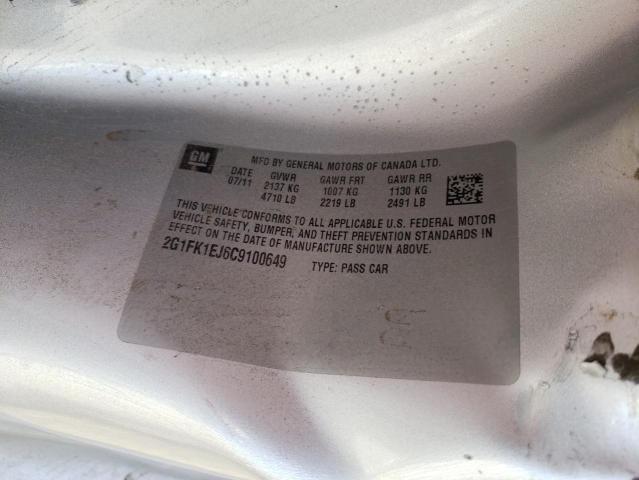 GM
MFD BY GENERAL MOTORS OF CANADA LTD.
DATE GVWR GAWR FRT GAWR RR
07/11 2137 KG 1007 KG 1130 KG
4710 LB 2219 LB 2491 LB
THIS VEHICLE CONFORMS TO ALL APPLICABLE U.S. FEDERAL MOTOR
VEHICLE SAFETY, BUMPER, AND THEFT PREVENTION STANDARDS IN
EFFECT ON THE DATE OF MANUFACTURE SHOWN ABOVE.
2G1FK1EJ6C9100649 TYPE: PASS CAR